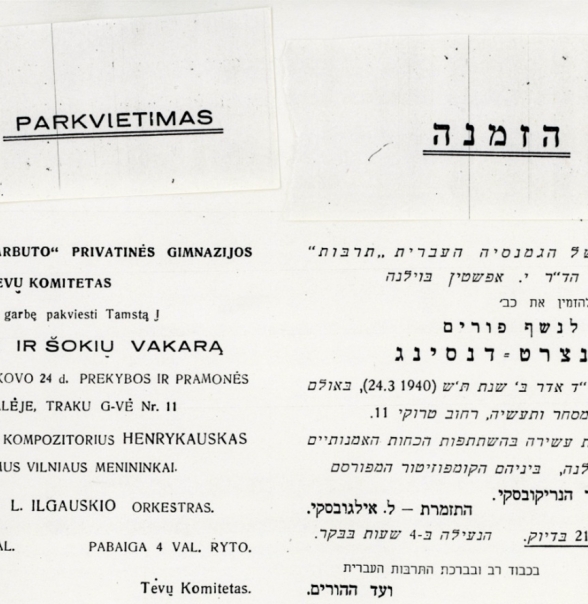 PARKVIETIMAS
ARBUTO“ PRIVATINĖS GIMNAZIJOS
TĖVŲ KOMITETAS
garbę pakviesti Tamstą Į
IR ŠOKIŲ VAKARĄ
KOVO 24 d. PREKYBOS IR PRAMONĖS
LĖJE, TRAKU G-VĖ Nr. 11
KOMPOZITORIUS HENRYKAUSKAS
IUS VILNIAUS MENININKAI.
L. ILGAUSKIO ORKESTRAS.
AL. PABAIGA 4 VAL. RYTO.
Tėvų Komitetas.
הזמנה
של הגמנסיה העברית „תרבות“
הד"ר י. אפשטין בוילנה
להזמין את כב׳
לנשף פורים
נצרט=דנסינג
"ד אדר ב׳ שנת ת"ש (24.3 1940), באולם
מסחר ותעשיה, רחוב טרוקי 11.
ת עשירה בהשתתפות הכחות האמנותיים
לנה, ביניהם הקומפוזיטור המפורסם
הנריקובסקי.
התזמרת – ל. אילגובסקי.
21 בדיוק. הנעילה ב-4 שעות בבקר.
בכבוד רב ובברכת התרבות העברית
ועד ההורים.